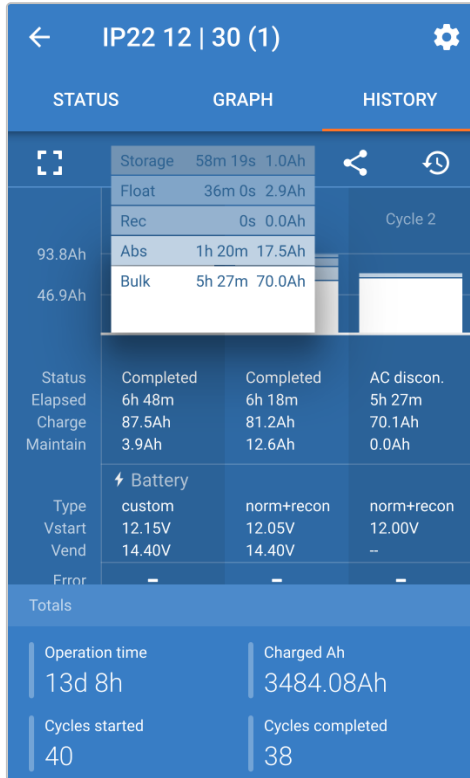 IP22 12 | 30 (1)
STATUS GRAPH HISTORY
Storage 58m 19s 1.0Ah
Float 36m 0s 2.9Ah
Rec 0s 0.0Ah
Abs 1h 20m 17.5Ah
Bulk 5h 27m 70.0Ah
Cycle 2
93.8Ah
46.9Ah
Status Completed Completed AC discon.
Elapsed 6h 48m 6h 18m 5h 27m
Charge 87.5Ah 81.2Ah 70.1Ah
Maintain 3.9Ah 12.6Ah 0.0Ah
Battery
Type custom norm+recon norm+recon
Vstart 12.15V 12.05V 12.00V
Vend 14.40V 14.40V --
Error - - -
Totals
Operation time Charged Ah
13d 8h 3484.08Ah
Cycles started Cycles completed
40 38